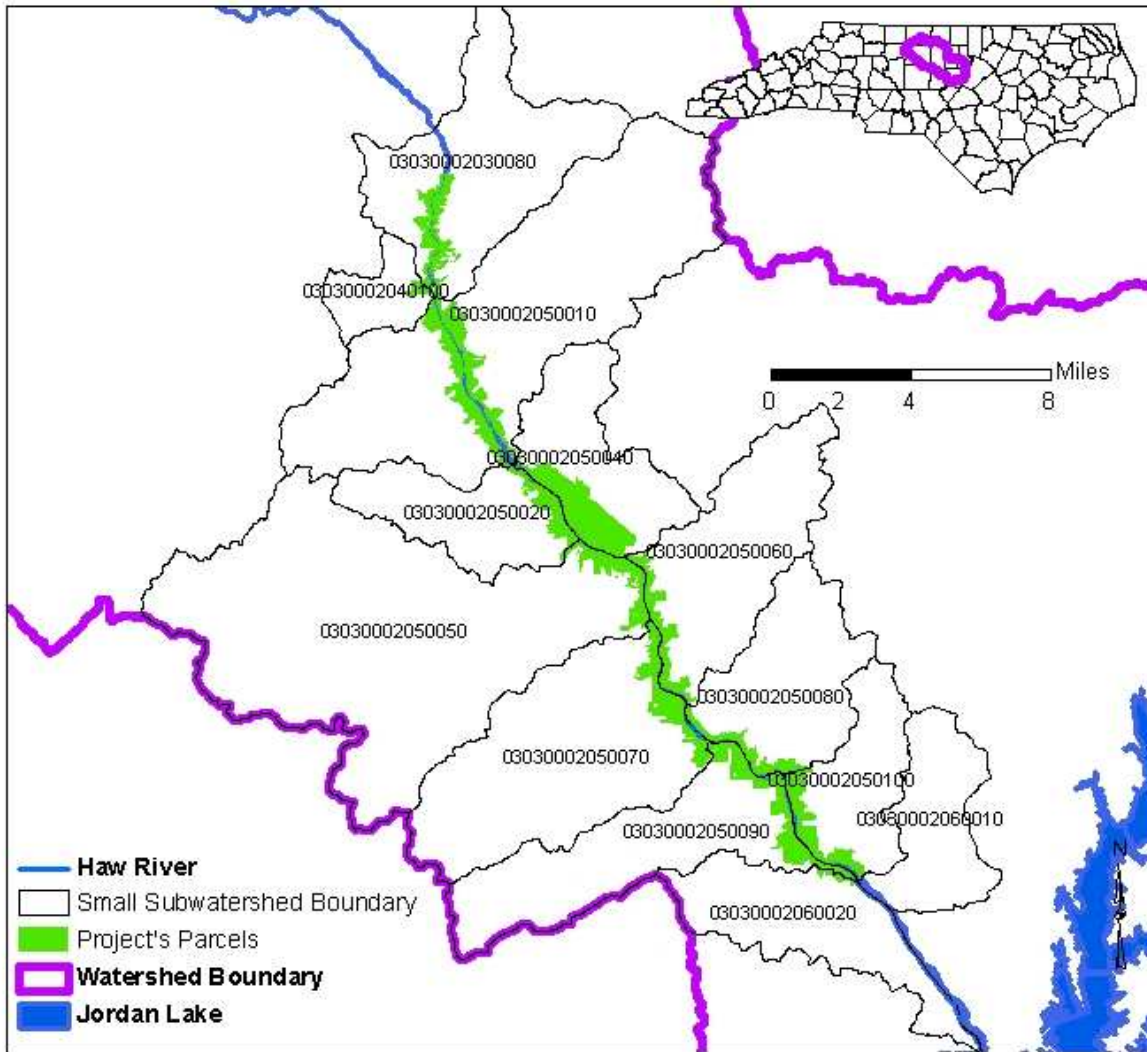 03030002030080
03030002040100
03030002050010
Miles
0 2 4 8
03030002050040
03030002050020
03030002050060
03030002050050
03030002050080
03030002050070
03030002050100
03030002050090
03030002060010
N
Haw River
Small Subwatershed Boundary
03030002060020
Project's Parcels
Watershed Boundary
Jordan Lake